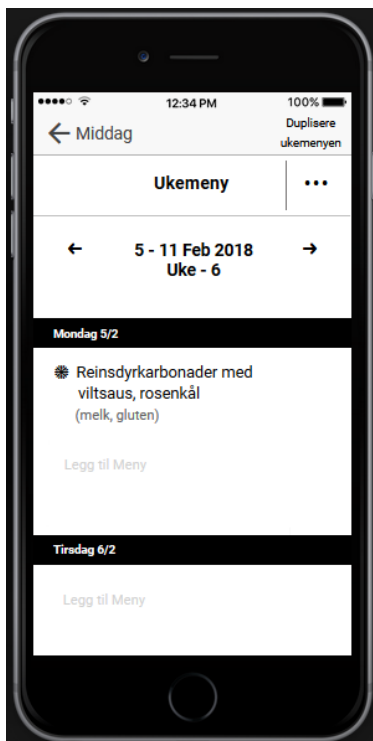 12:34 PM
100%
← Middag
Duplisere
ukemenyen
Ukemeny
...
← 5 - 11 Feb 2018 →
Uke - 6
Mondag 5/2
Reinsdyrkarbonader med
viltsaus, rosenkål
(melk, gluten)
Legg til Meny
Tirsdag 6/2
Legg til Meny